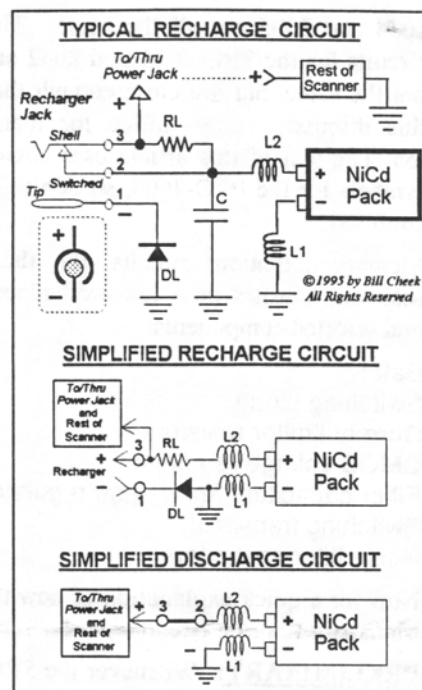 TYPICAL RECHARGE CIRCUIT
To/Thru
Power Jack
+
Rest of
Scanner
Recharger
Jack
+
Shell
3
RL
L2
Switched
2
C
+
NiCd
Pack
–
Tip
1
–
L1
+
–
DL
©1995 by Bill Cheek
All Rights Reserved
SIMPLIFIED RECHARGE CIRCUIT
To/Thru
Power Jack
and
Rest of
Scanner
3
RL
L2
+
Recharger
–
1
DL
L1
+
–
NiCd
Pack
SIMPLIFIED DISCHARGE CIRCUIT
To/Thru
Power Jack
and
Rest of
Scanner
+
3
2
L2
–
L1
+
–
NiCd
Pack